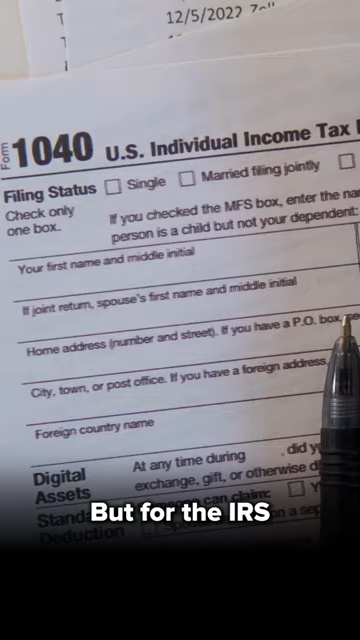 12/5/2022
Form 1040 U.S. Individual Income Tax
Filing Status Single Married filing jointly
Check only one box. If you checked the MFS box, enter the na
person is a child but not your dependent:
Your first name and middle initial
If joint return, spouse's first name and middle initial
Home address (number and street). If you have a P.O. box, se
City, town, or post office. If you have a foreign address
Foreign country name
Digital Assets At any time during , did y
exchange, gift, or otherwise di
Deduction
But for the IRS